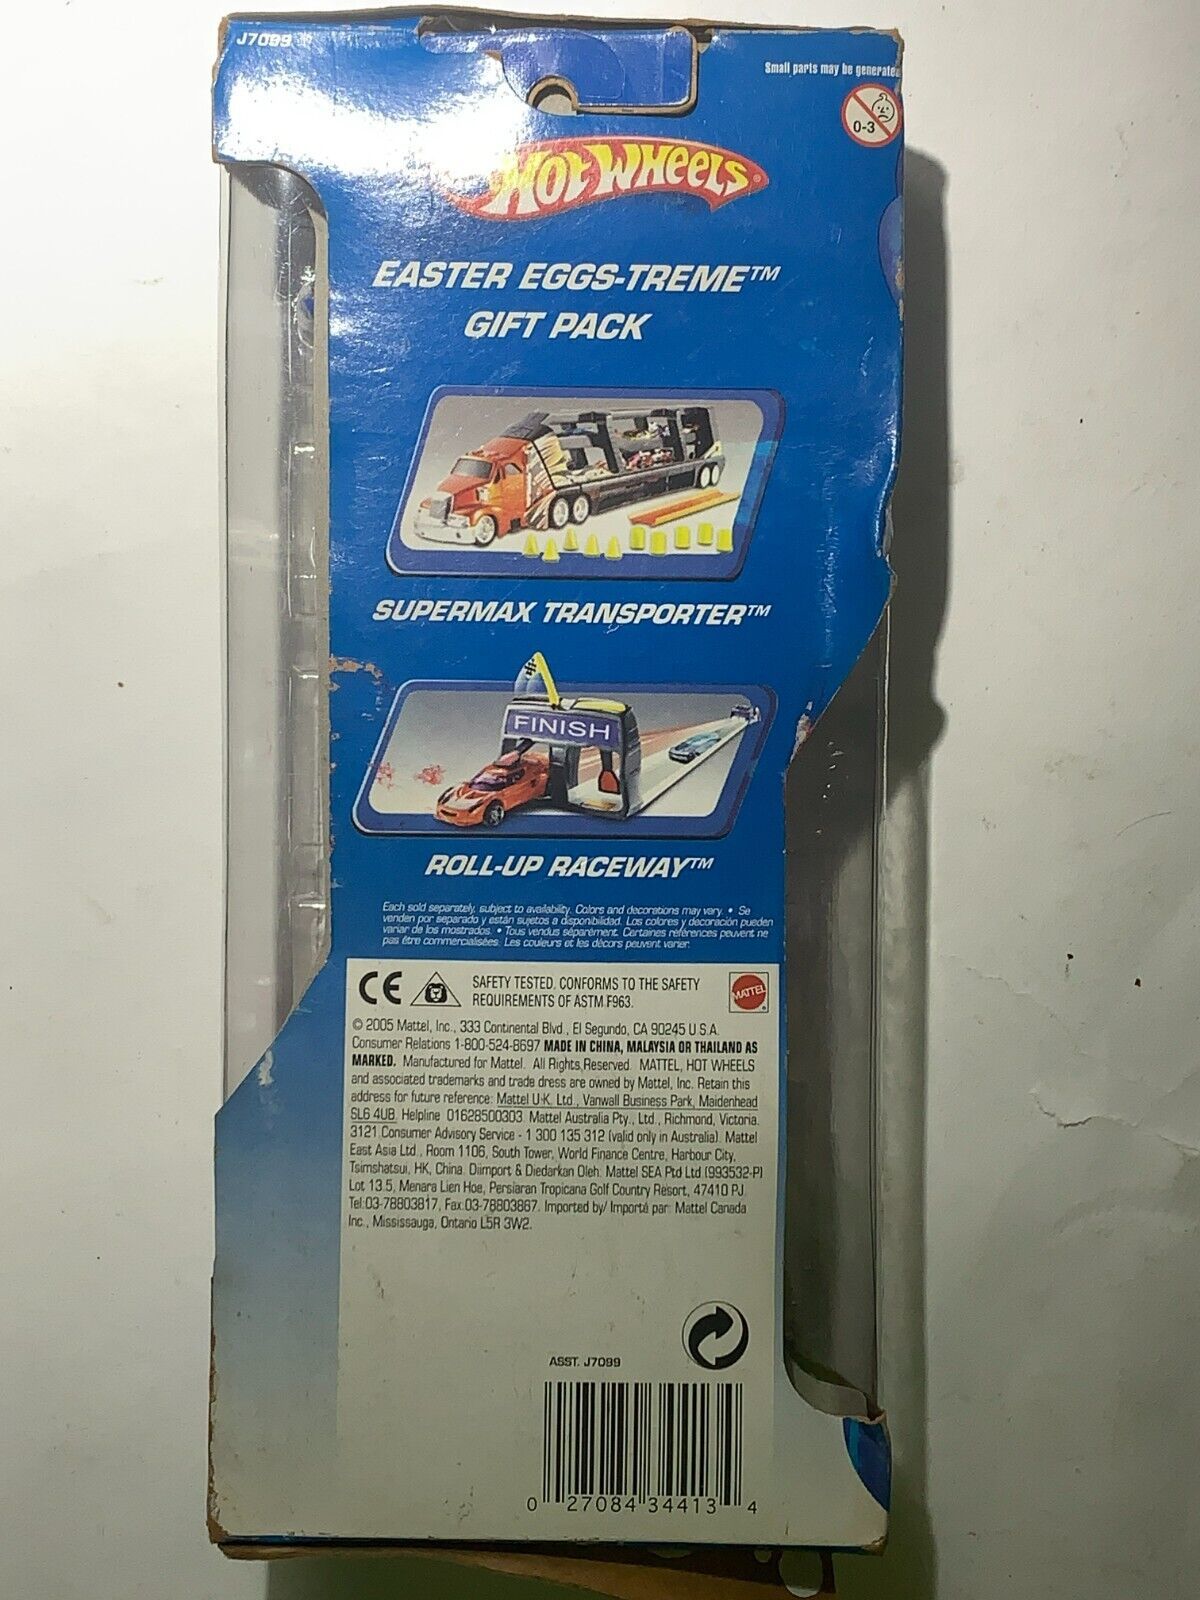 J7099
Small parts may be generate
0-3
HOT WHEELS
EASTER EGGS-TREME™
GIFT PACK
SUPERMAX TRANSPORTER™
FINISH
ROLL-UP RACEWAY™
Each sold separately, subject to availability. Colors and decorations may vary. • Se
venden por separado y están sujetos a disponibilidad. Los colores y decoración pueden
variar de los mostrados. • Tous vendus séparément. Certaines références peuvent ne
pas être commercialisées. Les couleurs et les décors peuvent varier.
CE
SAFETY TESTED. CONFORMS TO THE SAFETY
REQUIREMENTS OF ASTM F963.
MATTEL
© 2005 Mattel, Inc., 333 Continental Blvd., El Segundo, CA 90245 U.S.A.
Consumer Relations 1-800-524-8697 MADE IN CHINA, MALAYSIA OR THAILAND AS
MARKED. Manufactured for Mattel. All Rights Reserved. MATTEL, HOT WHEELS
and associated trademarks and trade dress are owned by Mattel, Inc. Retain this
address for future reference: Mattel U.K. Ltd., Vanwall Business Park, Maidenhead
SL6 4UB. Helpline 01628500303. Mattel Australia Pty., Ltd., Richmond, Victoria.
3121.Consumer Advisory Service - 1 300 135 312 (valid only in Australia). Mattel
East Asia Ltd., Room 1106, South Tower, World Finance Centre, Harbour City,
Tsimshatsui, HK, China. Diimport & Diedarkan Oleh: Mattel SEA Ptd Ltd (993532-P)
Lot 13.5, Menara Lien Hoe, Persiaran Tropicana Golf Country Resort, 47410 PJ.
Tel:03-78803817, Fax:03-78803867. Imported by/ Importé par: Mattel Canada
Inc., Mississauga, Ontario L5R 3W2.
ASST. J7099
0 27084 34413 4